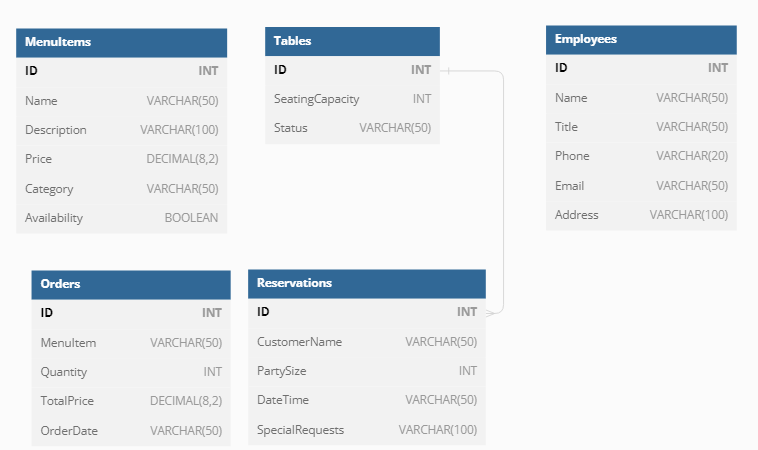 MenuItems
ID INT
Name VARCHAR(50)
Description VARCHAR(100)
Price DECIMAL(8,2)
Category VARCHAR(50)
Availability BOOLEAN
Tables
ID INT
SeatingCapacity INT
Status VARCHAR(50)
Employees
ID INT
Name VARCHAR(50)
Title VARCHAR(50)
Phone VARCHAR(20)
Email VARCHAR(50)
Address VARCHAR(100)
Orders
ID INT
MenuItem VARCHAR(50)
Quantity INT
TotalPrice DECIMAL(8,2)
OrderDate VARCHAR(50)
Reservations
ID INT
CustomerName VARCHAR(50)
PartySize INT
DateTime VARCHAR(50)
SpecialRequests VARCHAR(100)